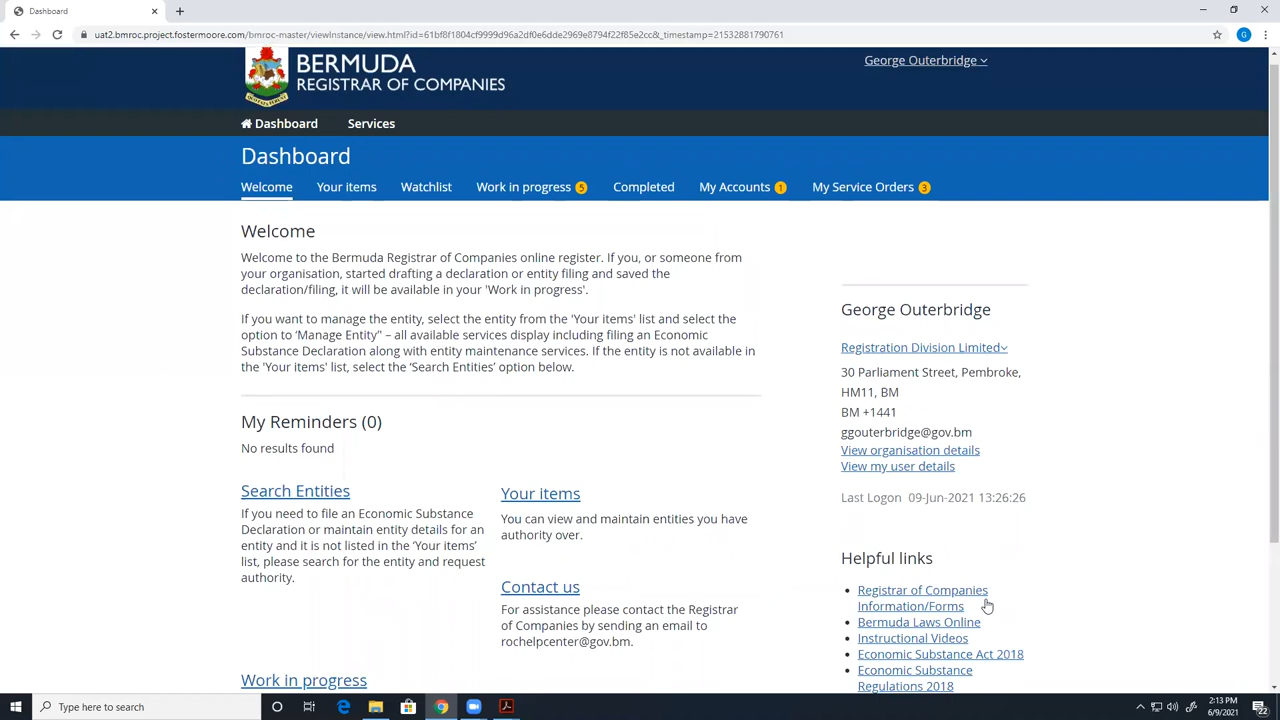 Dashboard
uat2.bmroc.project.fostermoore.com/bmroc-master/viewInstance/view.html?id=61bf8f1804cf9999d96a2df0e6dde2969e8794f22f85e2cc&_timestamp=21532881790761
G
BERMUDA
REGISTRAR OF COMPANIES
George Outerbridge
Dashboard Services
Dashboard
Welcome Your items Watchlist Work in progress 5 Completed My Accounts 1 My Service Orders 3
Welcome
Welcome to the Bermuda Registrar of Companies online register. If you, or someone from
your organisation, started drafting a declaration or entity filing and saved the
declaration/filing, it will be available in your 'Work in progress'.
If you want to manage the entity, select the entity from the 'Your items' list and select the
option to ‘Manage Entity” – all available services display including filing an Economic
Substance Declaration along with entity maintenance services. If the entity is not available in
the 'Your items' list, select the ‘Search Entities’ option below.
My Reminders (0)
No results found
Search Entities
If you need to file an Economic Substance
Declaration or maintain entity details for an
entity and it is not listed in the ‘Your items’
list, please search for the entity and request
authority.
Work in progress
Your items
You can view and maintain entities you have
authority over.
Contact us
For assistance please contact the Registrar
of Companies by sending an email to
rochelpcenter@gov.bm.
George Outerbridge
Registration Division Limited
30 Parliament Street, Pembroke,
HM11, BM
BM +1441
ggouterbridge@gov.bm
View organisation details
View my user details
Last Logon 09-Jun-2021 13:26:26
Helpful links
• Registrar of Companies
Information/Forms
• Bermuda Laws Online
• Instructional Videos
• Economic Substance Act 2018
• Economic Substance
Regulations 2018
Type here to search
2:13 PM
6/9/2021
22